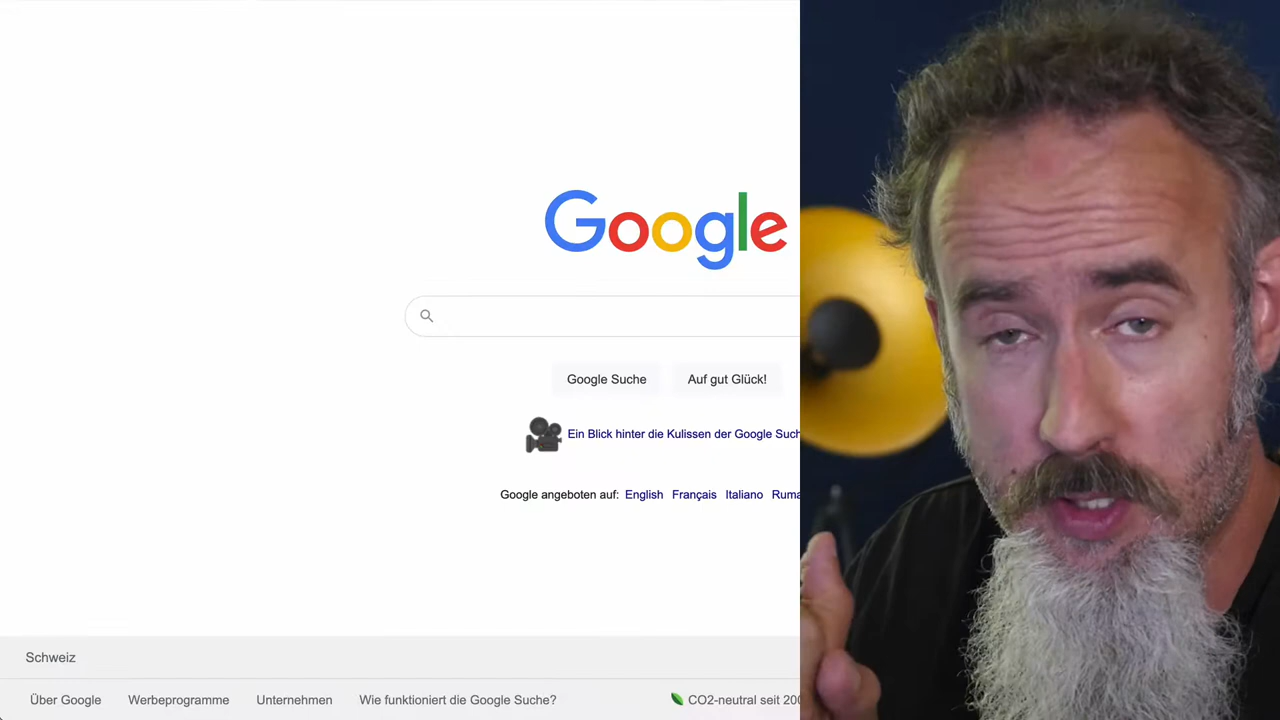 Google
Google Suche
Auf gut Glück!
Ein Blick hinter die Kulissen der Google Such
Google angeboten auf: English Français Italiano Ruma
Schweiz
Über Google Werbeprogramme Unternehmen Wie funktioniert die Google Suche? CO2-neutral seit 200